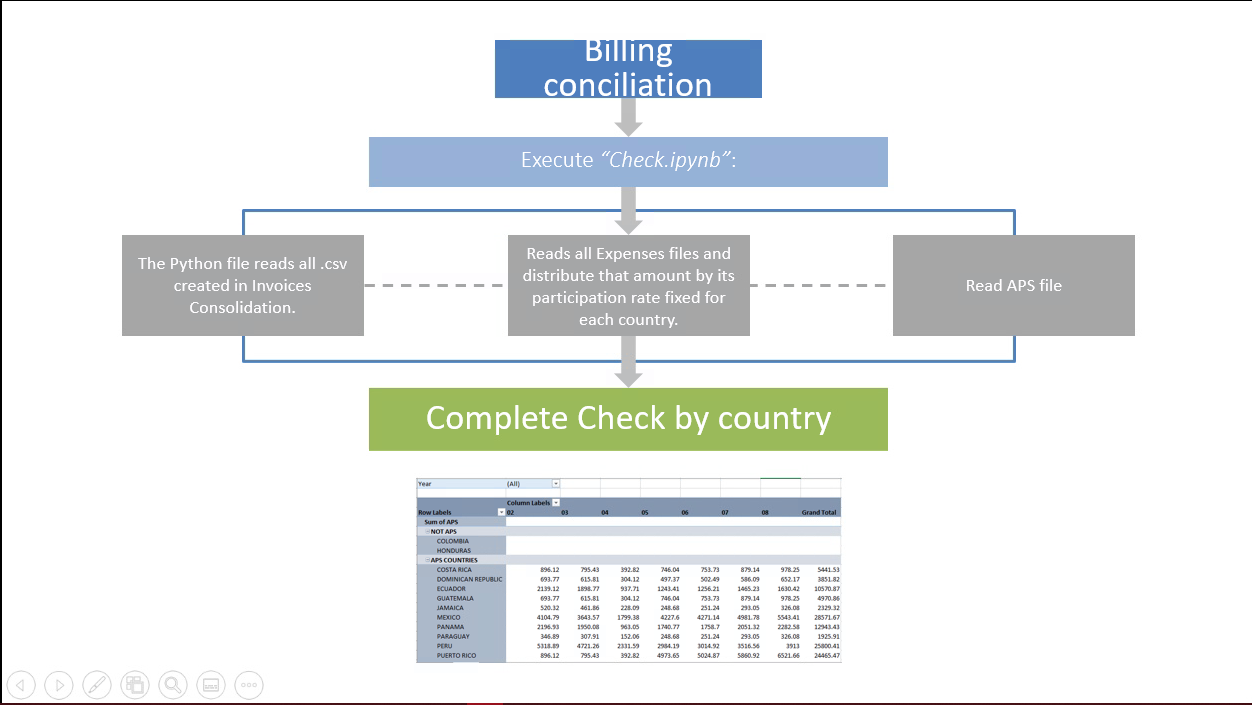 Billing
conciliation
Execute “Check.ipynb”:
The Python file reads all .csv
created in Invoices
Consolidation.
Reads all Expenses files and
distribute that amount by its
participation rate fixed for
each country.
Read APS file
Complete Check by country
Year (All)
Column Labels
Row Labels 02 03 04 05 06 07 08 Grand Total
Sum of APS
NOT APS
COLOMBIA
HONDURAS
APS COUNTRIES
COSTA RICA 896.12 795.43 392.82 746.04 753.73 879.14 978.25 5441.53
DOMINICAN REPUBLIC 693.77 615.81 304.12 497.37 502.49 586.09 652.17 3851.82
ECUADOR 2139.12 1898.77 937.71 1243.41 1256.21 1465.23 1630.42 10570.87
GUATEMALA 693.77 615.81 304.12 746.04 753.73 879.14 978.25 4970.86
JAMAICA 520.32 461.86 228.09 248.68 251.24 293.05 326.08 2329.32
MEXICO 4104.79 3643.57 1799.38 4227.6 4271.14 4981.78 5543.41 28571.67
PANAMA 2196.93 1950.08 963.05 1740.77 1758.7 2051.32 2282.58 12943.43
PARAGUAY 346.89 307.91 152.06 248.68 251.24 293.05 326.08 1925.91
PERU 5318.89 4721.26 2331.59 2984.19 3014.92 3516.56 3913 25800.41
PUERTO RICO 896.12 795.43 392.82 4973.65 5024.87 5860.92 6521.66 24465.47